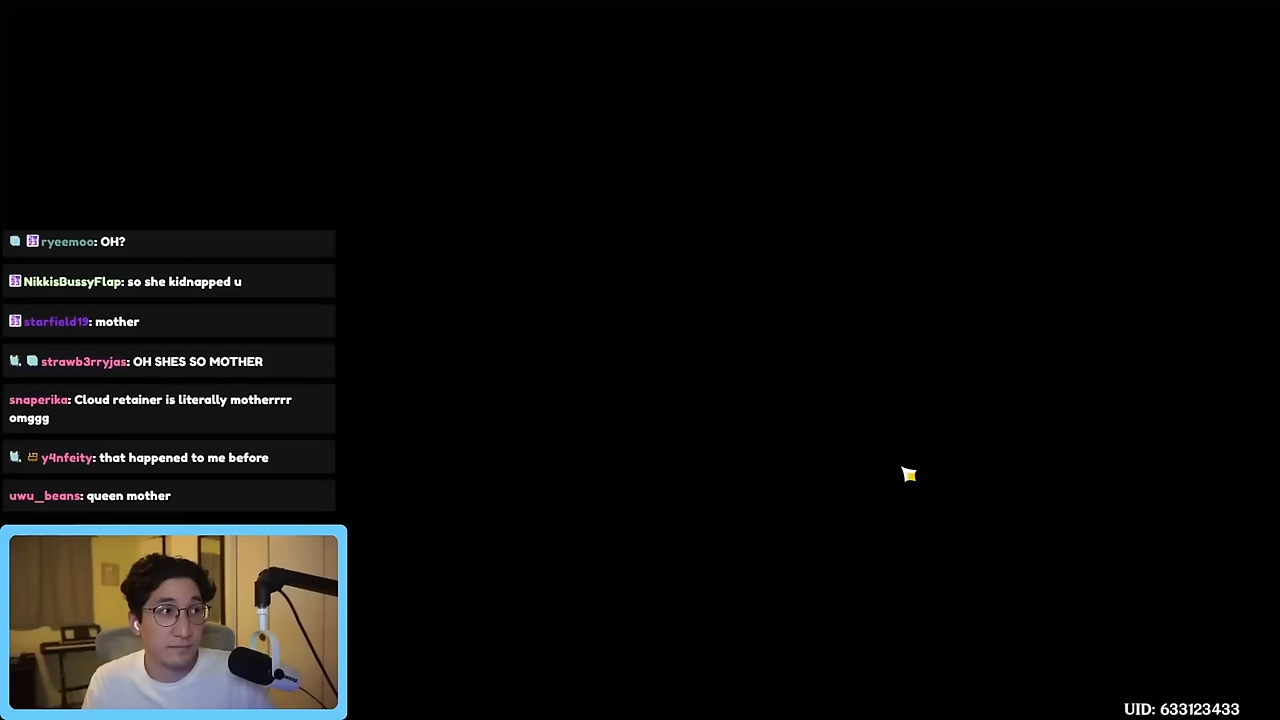 ryeemoo: OH?
NikkisBussyFlap: so she kidnapped u
starfield19: mother
strawb3rryjas: OH SHES SO MOTHER
snaperika: Cloud retainer is literally motherrrr
omggg
y4nfeity: that happened to me before
uwu_beans: queen mother
UID: 633123433